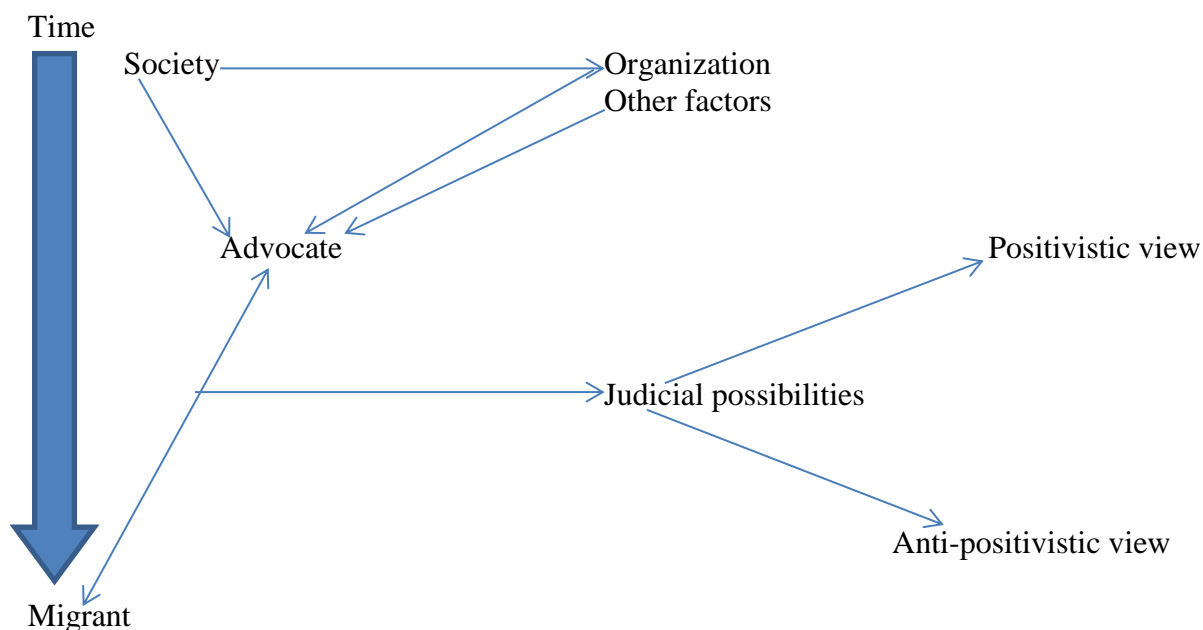 Time
Society
Organization
Other factors
Advocate
Positivistic view
Judicial possibilities
Anti-positivistic view
Migrant